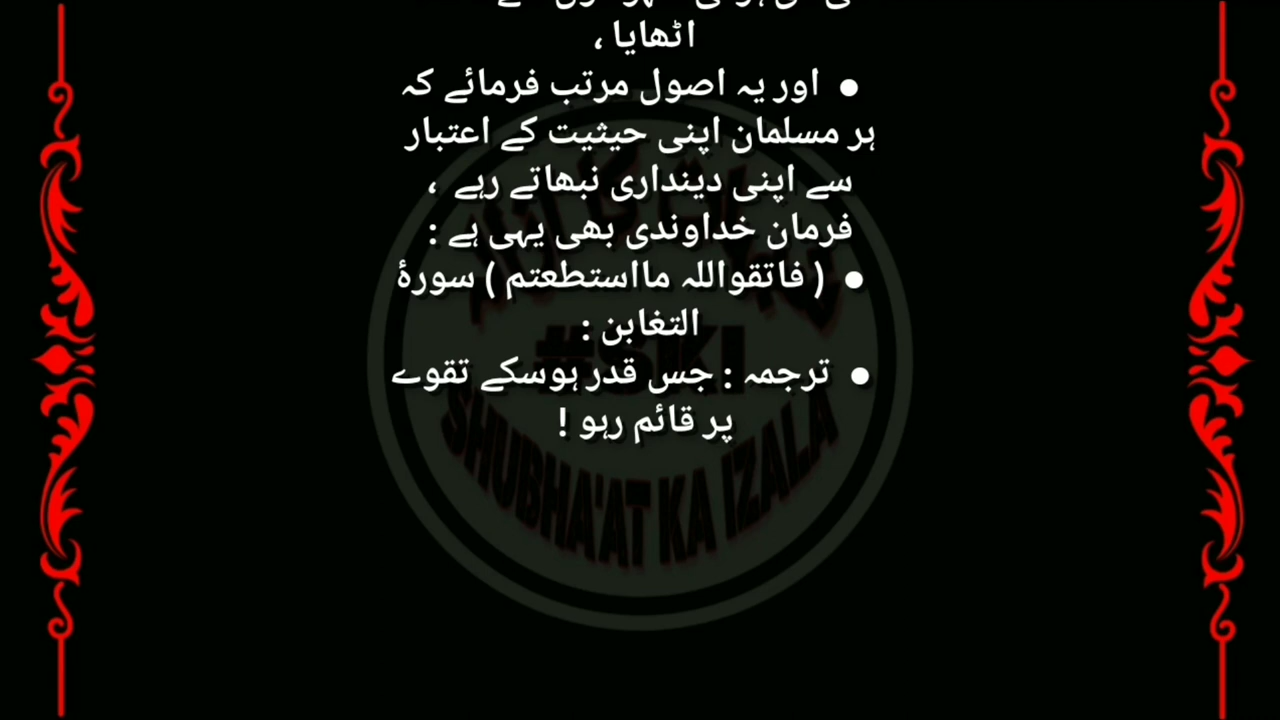 اٹھایا ،
● اور یہ اصول مرتب فرمائے کہ
ہر مسلمان اپنی حیثیت کے اعتبار
سے اپنی دینداری نبھاتے رہے ،
فرمان خداوندی بھی یہی ہے :
● ( فاتقواللہ مااستطعتم ) سورۂ
التغابن :
● ترجمہ : جس قدر ہوسکے تقوے
پر قائم رہو !
#SKI
SHUBHA'AT KA IZALA